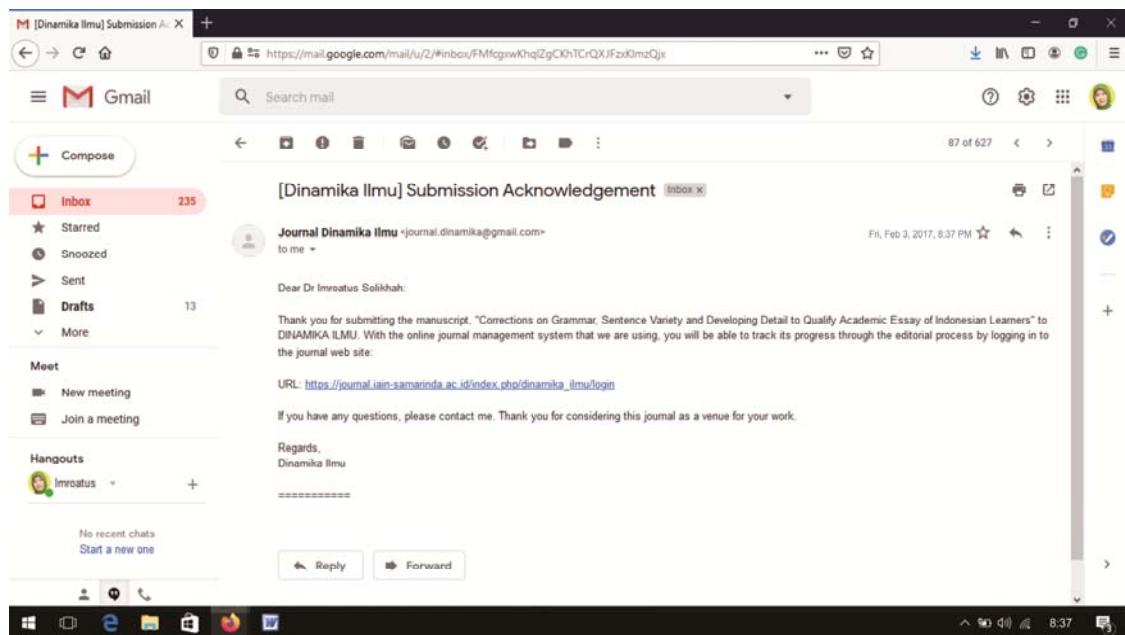 [Dinamika Ilmu] Submission Ac
https://mail.google.com/mail/u/2/#inbox/FMfcgxwKhqlZgCKhTCrQXJFzxKlmzQjx
Gmail
Search mail
Compose
87 of 627
[Dinamika Ilmu] Submission Acknowledgement Inbox x
Inbox 235
Starred
Snoozed
Sent
Drafts 13
More
Journal Dinamika Ilmu <journal.dinamika@gmail.com>
Fri, Feb 3, 2017, 8:37 PM
to me
Dear Dr Imroatus Solikhah:
Thank you for submitting the manuscript, "Corrections on Grammar, Sentence Variety and Developing Detail to Qualify Academic Essay of Indonesian Learners" to
DINAMIKA ILMU. With the online journal management system that we are using, you will be able to track its progress through the editorial process by logging in to
the journal web site:
URL: https://journal.iain-samarinda.ac.id/index.php/dinamika_ilmu/login
If you have any questions, please contact me. Thank you for considering this journal as a venue for your work.
Regards,
Dinamika Ilmu
===========
Meet
New meeting
Join a meeting
Hangouts
Imroatus
No recent chats
Start a new one
Reply Forward
8:37